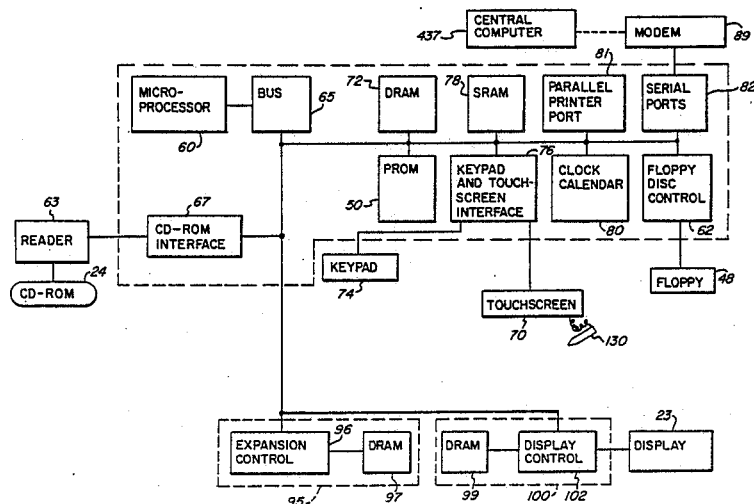 CENTRAL
COMPUTER
437
MODEM
89
81
MICRO-
PROCESSOR
60
BUS
65
72
DRAM
78
SRAM
PARALLEL
PRINTER
PORT
SERIAL
PORTS
82
76
PROM
50
KEYPAD
AND TOUCH-
SCREEN
INTERFACE
CLOCK
CALENDAR
80
FLOPPY
DISC
CONTROL
62
63
READER
67
CD-ROM
INTERFACE
24
CD-ROM
KEYPAD
74
TOUCHSCREEN
70
130
FLOPPY
48
EXPANSION
CONTROL
96
DRAM
97
95
DRAM
99
DISPLAY
CONTROL
100
102
23
DISPLAY